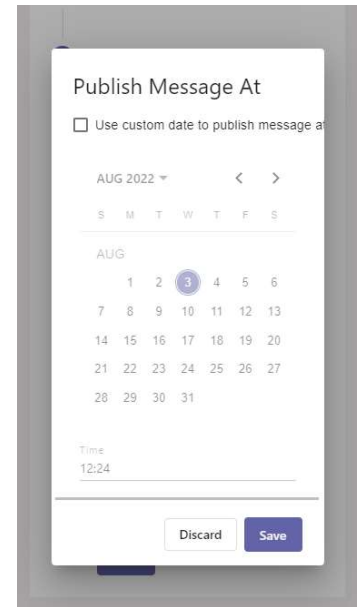 Publish Message At
Use custom date to publish message at
AUG 2022
S M T W T F S
AUG
1 2 3 4 5 6
7 8 9 10 11 12 13
14 15 16 17 18 19 20
21 22 23 24 25 26 27
28 29 30 31
Time
12:24
Discard Save